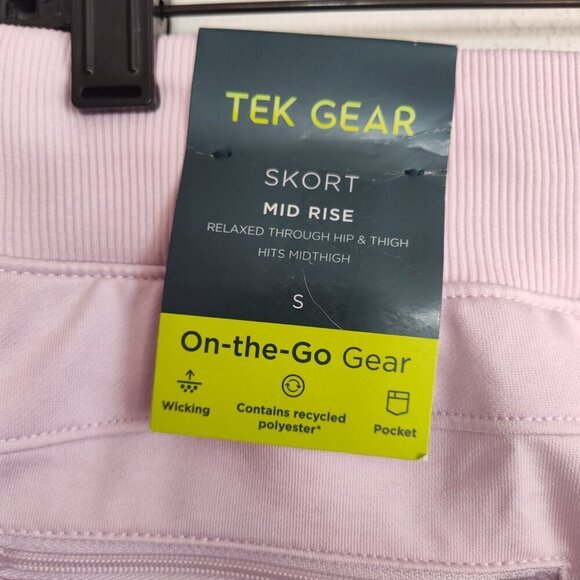 TEK GEAR
SKORT
MID RISE
RELAXED THROUGH HIP & THIGH
HITS MIDTHIGH
S
On-the-Go Gear
Wicking
Contains recycled
polyester*
Pocket